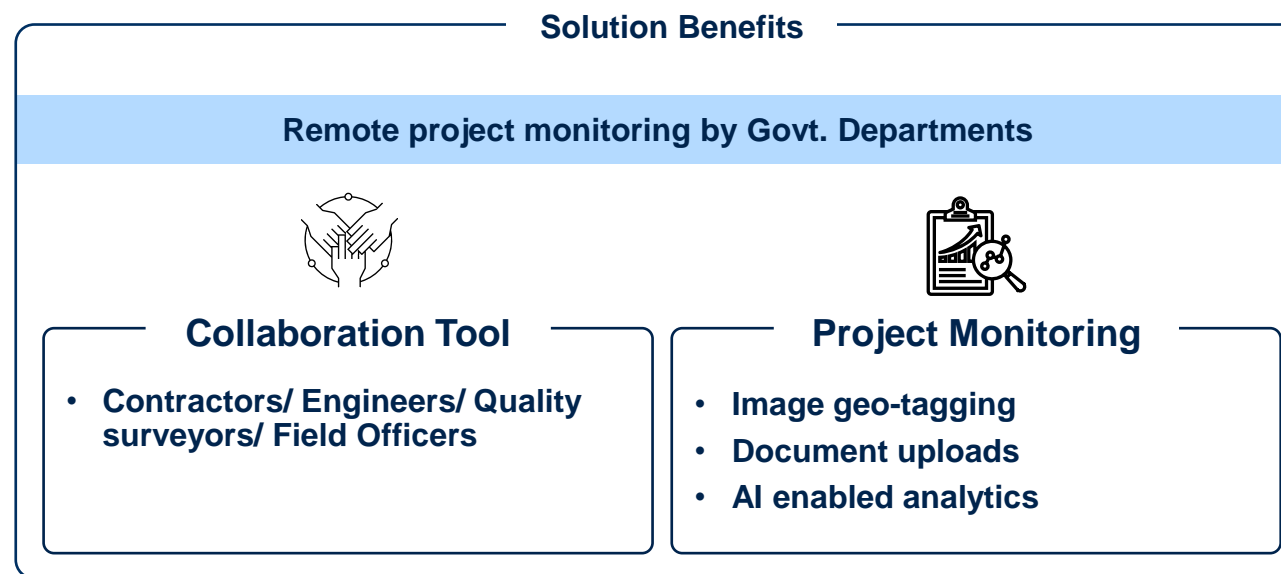 Solution Benefits
Remote project monitoring by Govt. Departments
Collaboration Tool
• Contractors/ Engineers/ Quality
surveyors/ Field Officers
Project Monitoring
• Image geo-tagging
• Document uploads
• AI enabled analytics